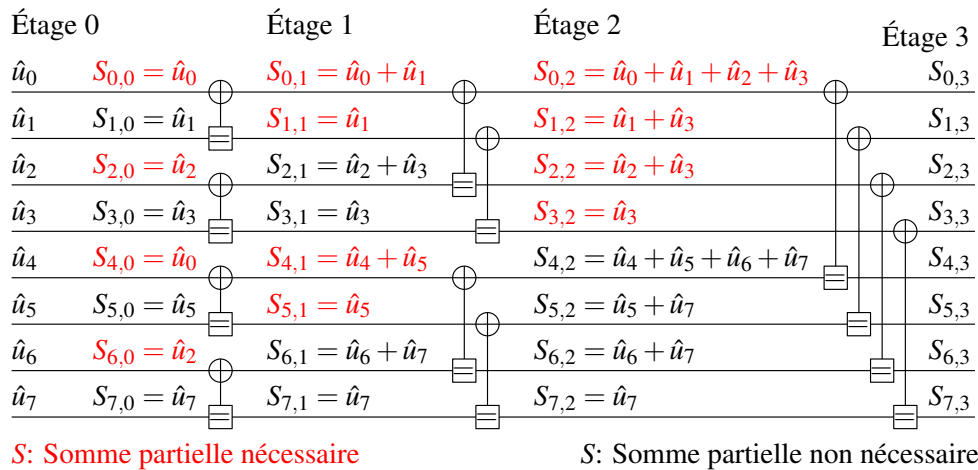 Étage 0 Étage 1 Étage 2 Étage 3
û₀ S₀,₀ = û₀ S₀,₁ = û₀ + û₁ S₀,₂ = û₀ + û₁ + û₂ + û₃ S₀,₃
û₁ S₁,₀ = û₁ S₁,₁ = û₁ S₁,₂ = û₁ + û₃ S₁,₃
û₂ S₂,₀ = û₂ S₂,₁ = û₂ + û₃ S₂,₂ = û₂ + û₃ S₂,₃
û₃ S₃,₀ = û₃ S₃,₁ = û₃ S₃,₂ = û₃ S₃,₃
û₄ S₄,₀ = û₀ S₄,₁ = û₄ + û₅ S₄,₂ = û₄ + û₅ + û₆ + û₇ S₄,₃
û₅ S₅,₀ = û₅ S₅,₁ = û₅ S₅,₂ = û₅ + û₇ S₅,₃
û₆ S₆,₀ = û₂ S₆,₁ = û₆ + û₇ S₆,₂ = û₆ + û₇ S₆,₃
û₇ S₇,₀ = û₇ S₇,₁ = û₇ S₇,₂ = û₇ S₇,₃
S: Somme partielle nécessaire S: Somme partielle non nécessaire